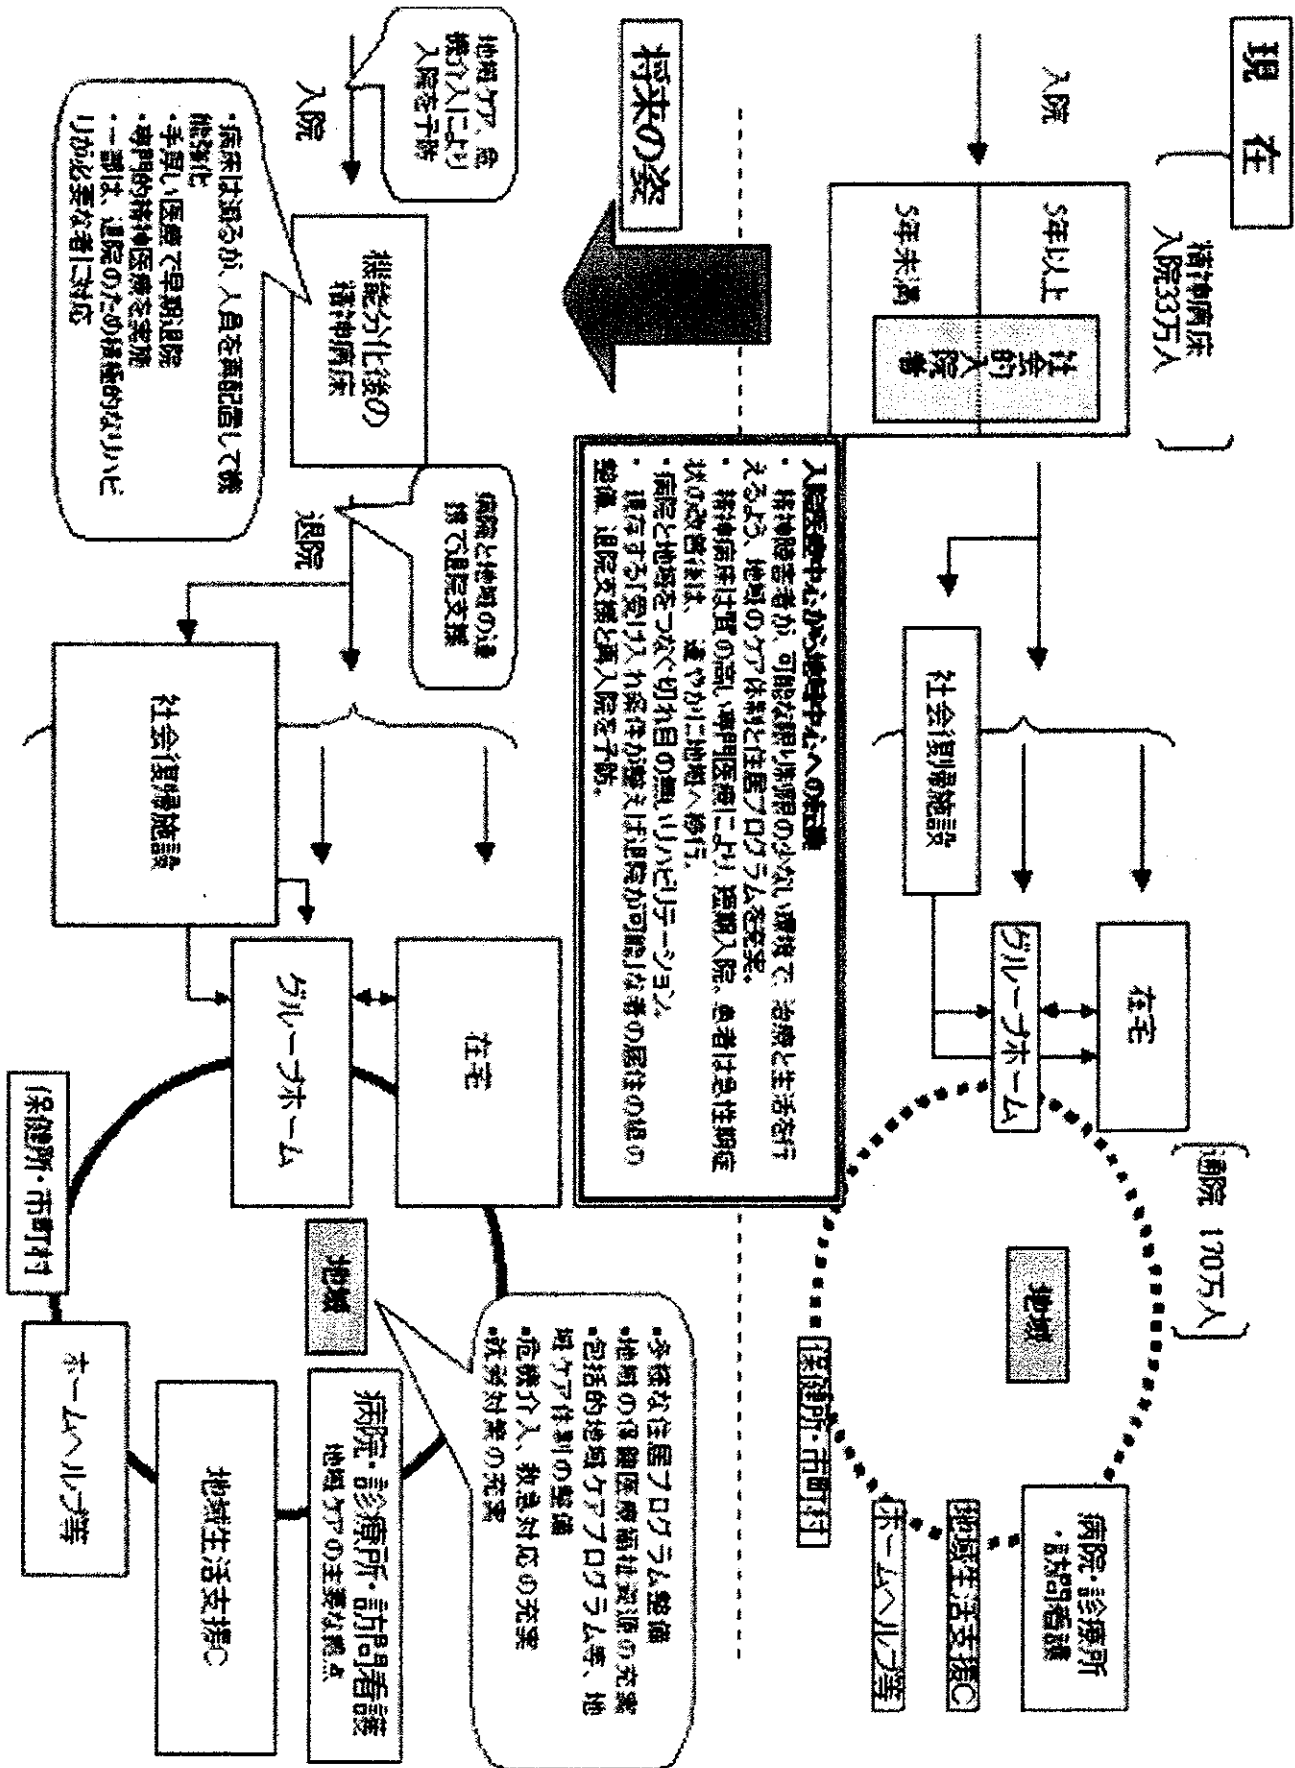 現 在
入院
精神病床
入院33万人
5年以上
5年未満
社会的
入院
者
社会復帰施設
在宅
グループホーム
通院 170万人
地域
病院・診療所
・訪問看護
地域生活支援C
ホームヘルプ等
保健所・市町村
入院医療中心から地域中心への転換
・ 精神障害者が、可能な限り制限の少ない環境で、治療と生活を行
えるよう、地域のケア体制と住居プログラムを充実。
・ 精神病床は質の高い専門医療により、短期入院。患者は急性期症
状の改善後は、速やかに地域へ移行。
・病院と地域をつなぐ切れ目の無いリハビリテーション。
・ 現存する「受け入れ条件が整えば退院が可能」な者の居住の組の
整備、退院支援と再入院を予防。
将来の姿
地域ケア、危
機介入により
入院を予防
入院
機能分化後の
精神病床
・病床は減るが、人員を再配置して機
能強化
・手厚い医療で早期退院
・専門的精神医療を実施
・一部は、退院のため積極的なリハビ
リが必要な者に対応
病院と地域の連
携で退院支援
退院
社会復帰施設
在宅
グループホーム
地域
・多様な住居プログラム整備
・地域の保健医療福祉資源の充実
・包括的地域ケアプログラム等、地
域ケア体制の整備
・危機介入、救急対応の充実
・就労対策の充実
病院・診療所・訪問看護
地域ケアの主要な拠点
地域生活支援C
ホームヘルプ等
保健所・市町村